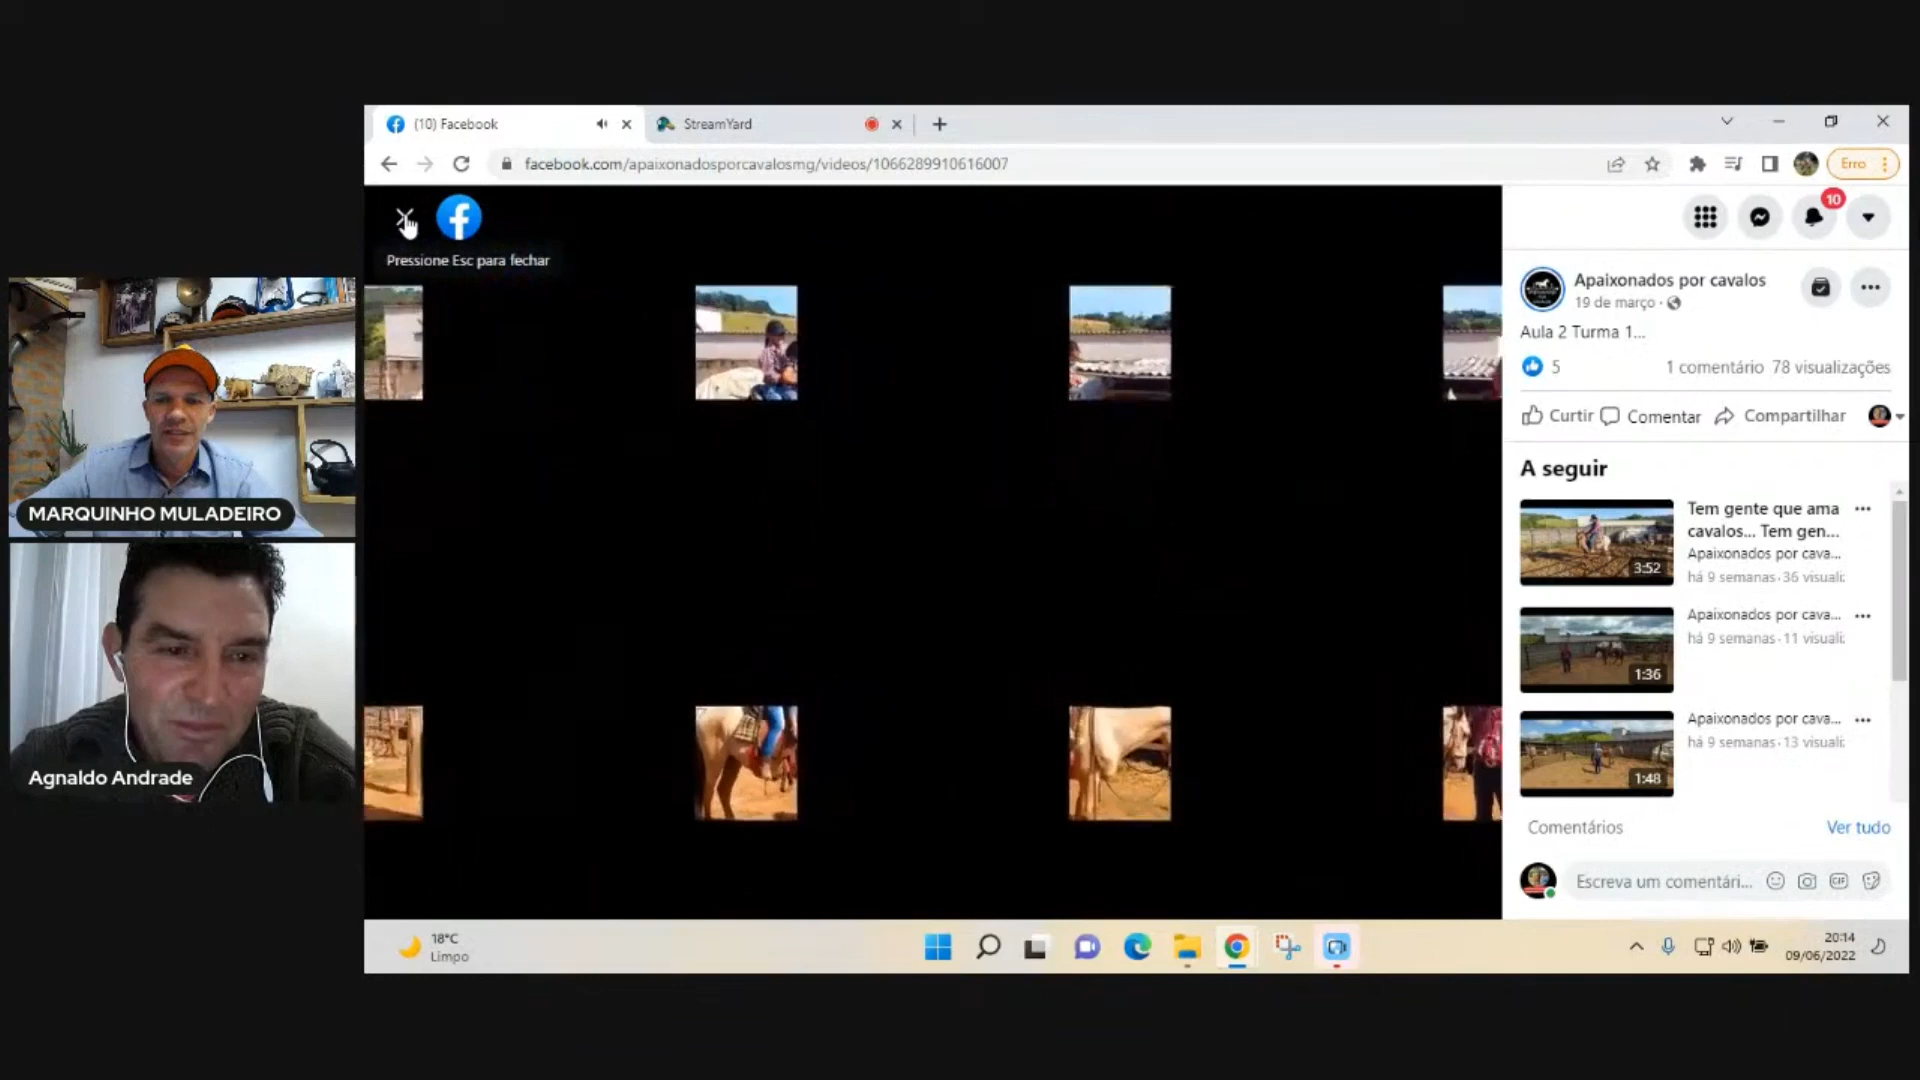 (10) Facebook
StreamYard
facebook.com/apaixonadosporcavalosmg/videos/1066289910616007
Erro
Pressione Esc para fechar
10
Apaixonados por cavalos
19 de março ·
Aula 2 Turma 1...
5
1 comentário 78 visualizações
Curtir
Comentar
Compartilhar
A seguir
Tem gente que ama
cavalos... Tem gen...
Apaixonados por cava...
há 9 semanas · 36 visuali
3:52
Apaixonados por cava...
há 9 semanas · 11 visuali
1:36
Apaixonados por cava...
há 9 semanas · 13 visuali
1:48
Comentários
Ver tudo
Escreva um comentári...
GIF
MARQUINHO MULADEIRO
Agnaldo Andrade
18°C
Limpo
20:14
09/06/2022